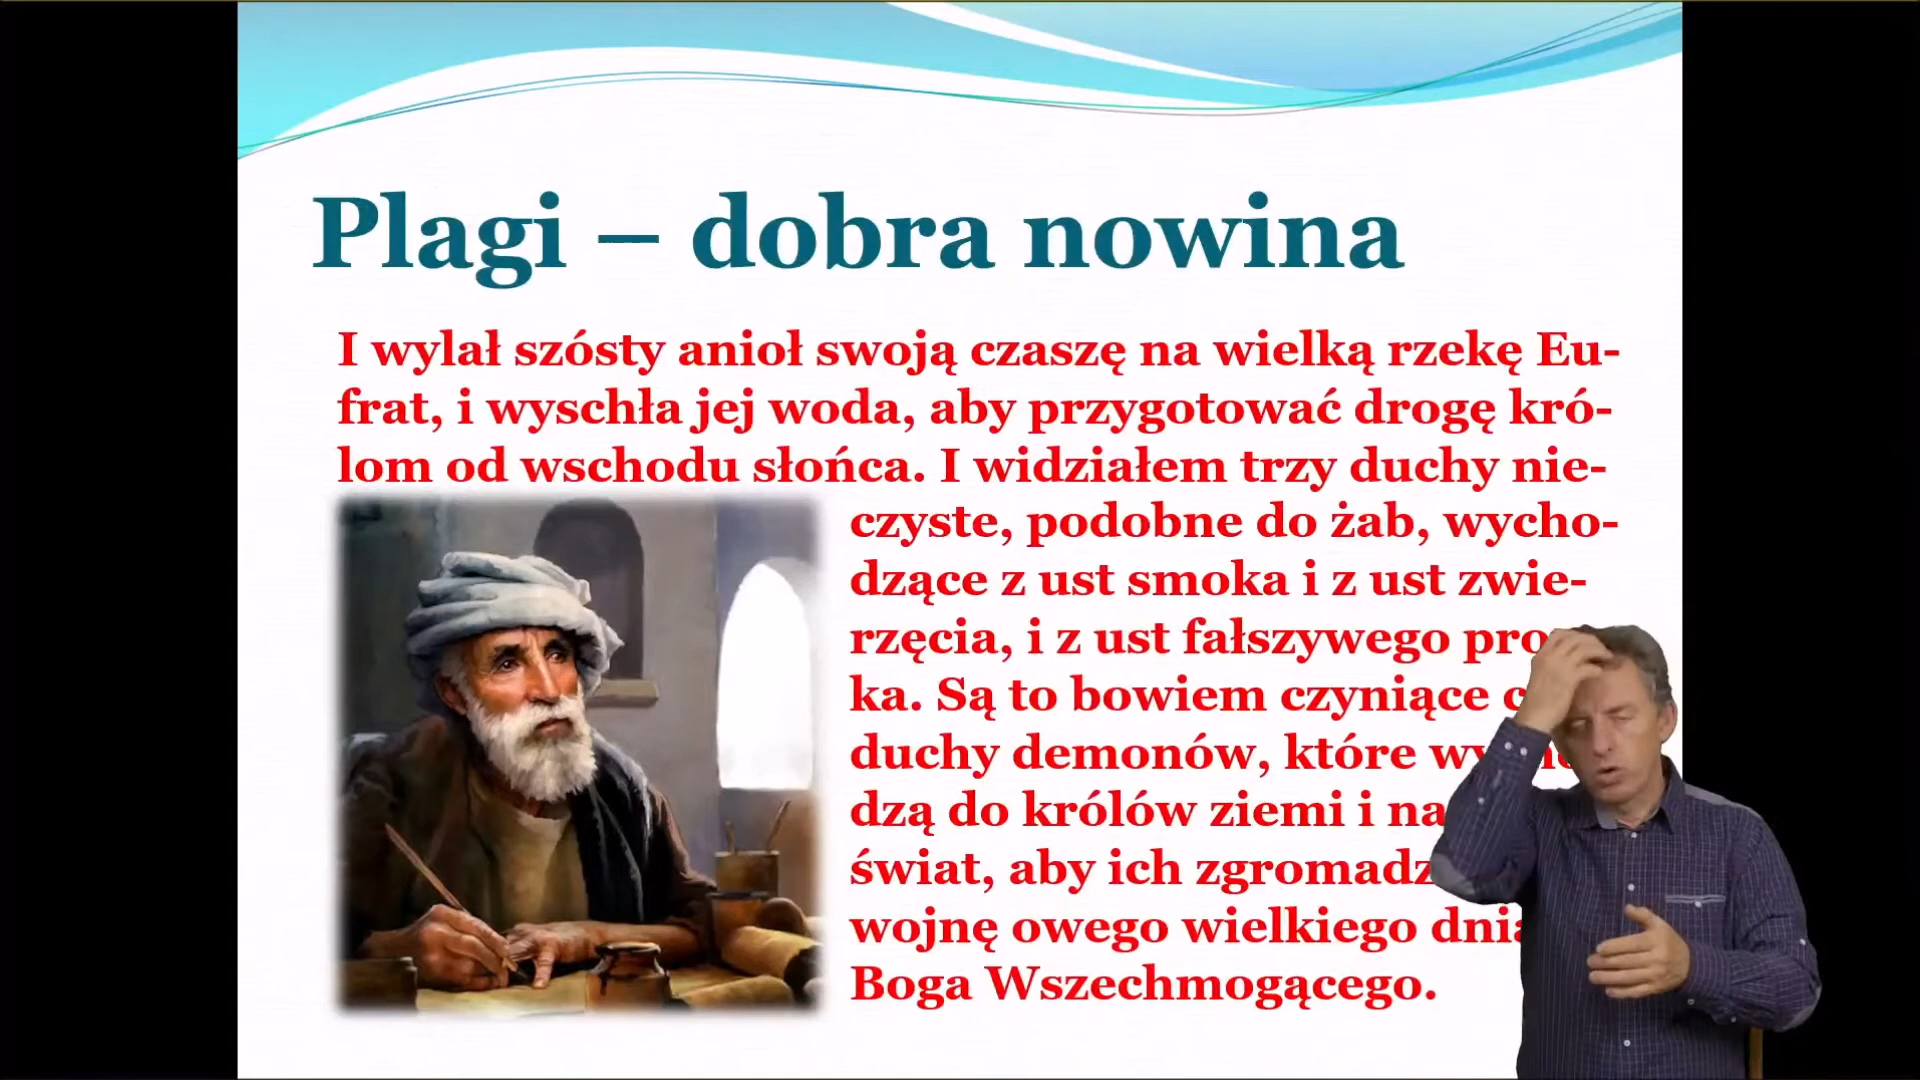 Plagi – dobra nowina
I wylał szósty anioł swoją czaszę na wielką rzekę Eu-
frat, i wyschła jej woda, aby przygotować drogę kró-
lom od wschodu słońca. I widziałem trzy duchy nie-
czyste, podobne do żab, wycho-
dzące z ust smoka i z ust zwie-
rzęcia, i z ust fałszywego
ka. Są to bowiem czyniące
duchy demonów, które
dzą do królów ziemi i
świat, aby ich
wojnę owego wielkiego dnia
Boga Wszechmogącego.